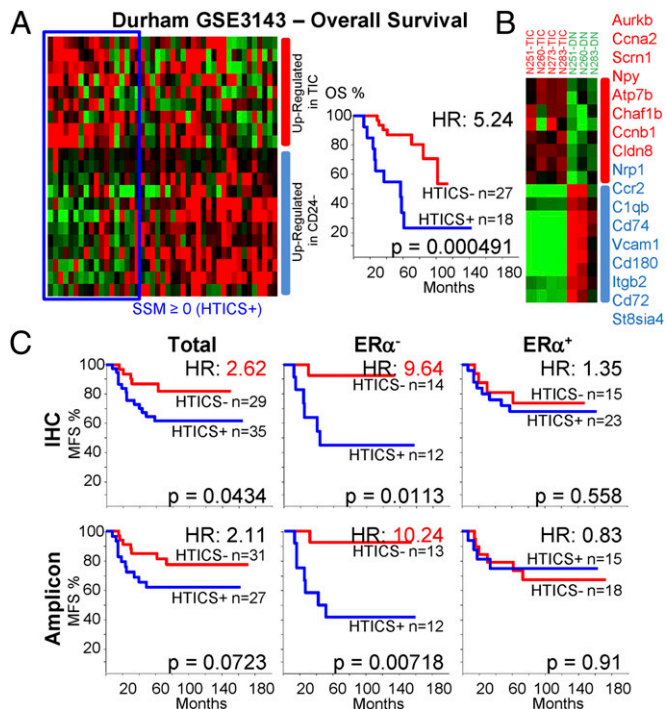 A
Durham GSE3143 – Overall Survival
Up-Regulated
in TIC
Up-Regulated
in CD24-
SSM ≥ 0 (HTICS+)
OS %
HR: 5.24
100
80
60
40
20
HTICS- n=27
HTICS+ n=18
p = 0.000491
20 60 100 140 180
Months
B
N251-TIC
N260-TIC
N273-TIC
N283-TIC
N251-DN
N260-DN
N283-DN
Aurkb
Ccna2
Scrn1
Npy
Atp7b
Chaf1b
Ccnb1
Cldn8
Nrp1
Ccr2
C1qb
Cd74
Vcam1
Cd180
Itgb2
Cd72
St8sia4
C
Total
ERα-
ERα+
IHC
MFS %
100
80
60
40
20
HR: 2.62
HTICS- n=29
HTICS+ n=35
p = 0.0434
HR: 9.64
HTICS- n=14
HTICS+ n=12
p = 0.0113
HR: 1.35
HTICS- n=15
HTICS+ n=23
p = 0.558
Amplicon
MFS %
100
80
60
40
20
HR: 2.11
HTICS- n=31
HTICS+ n=27
p = 0.0723
20 60 100 140 180
Months
HR: 10.24
HTICS- n=13
HTICS+ n=12
p = 0.00718
20 60 100 140 180
Months
HR: 0.83
HTICS+ n=15
HTICS- n=18
p = 0.91
20 60 100 140 180
Months